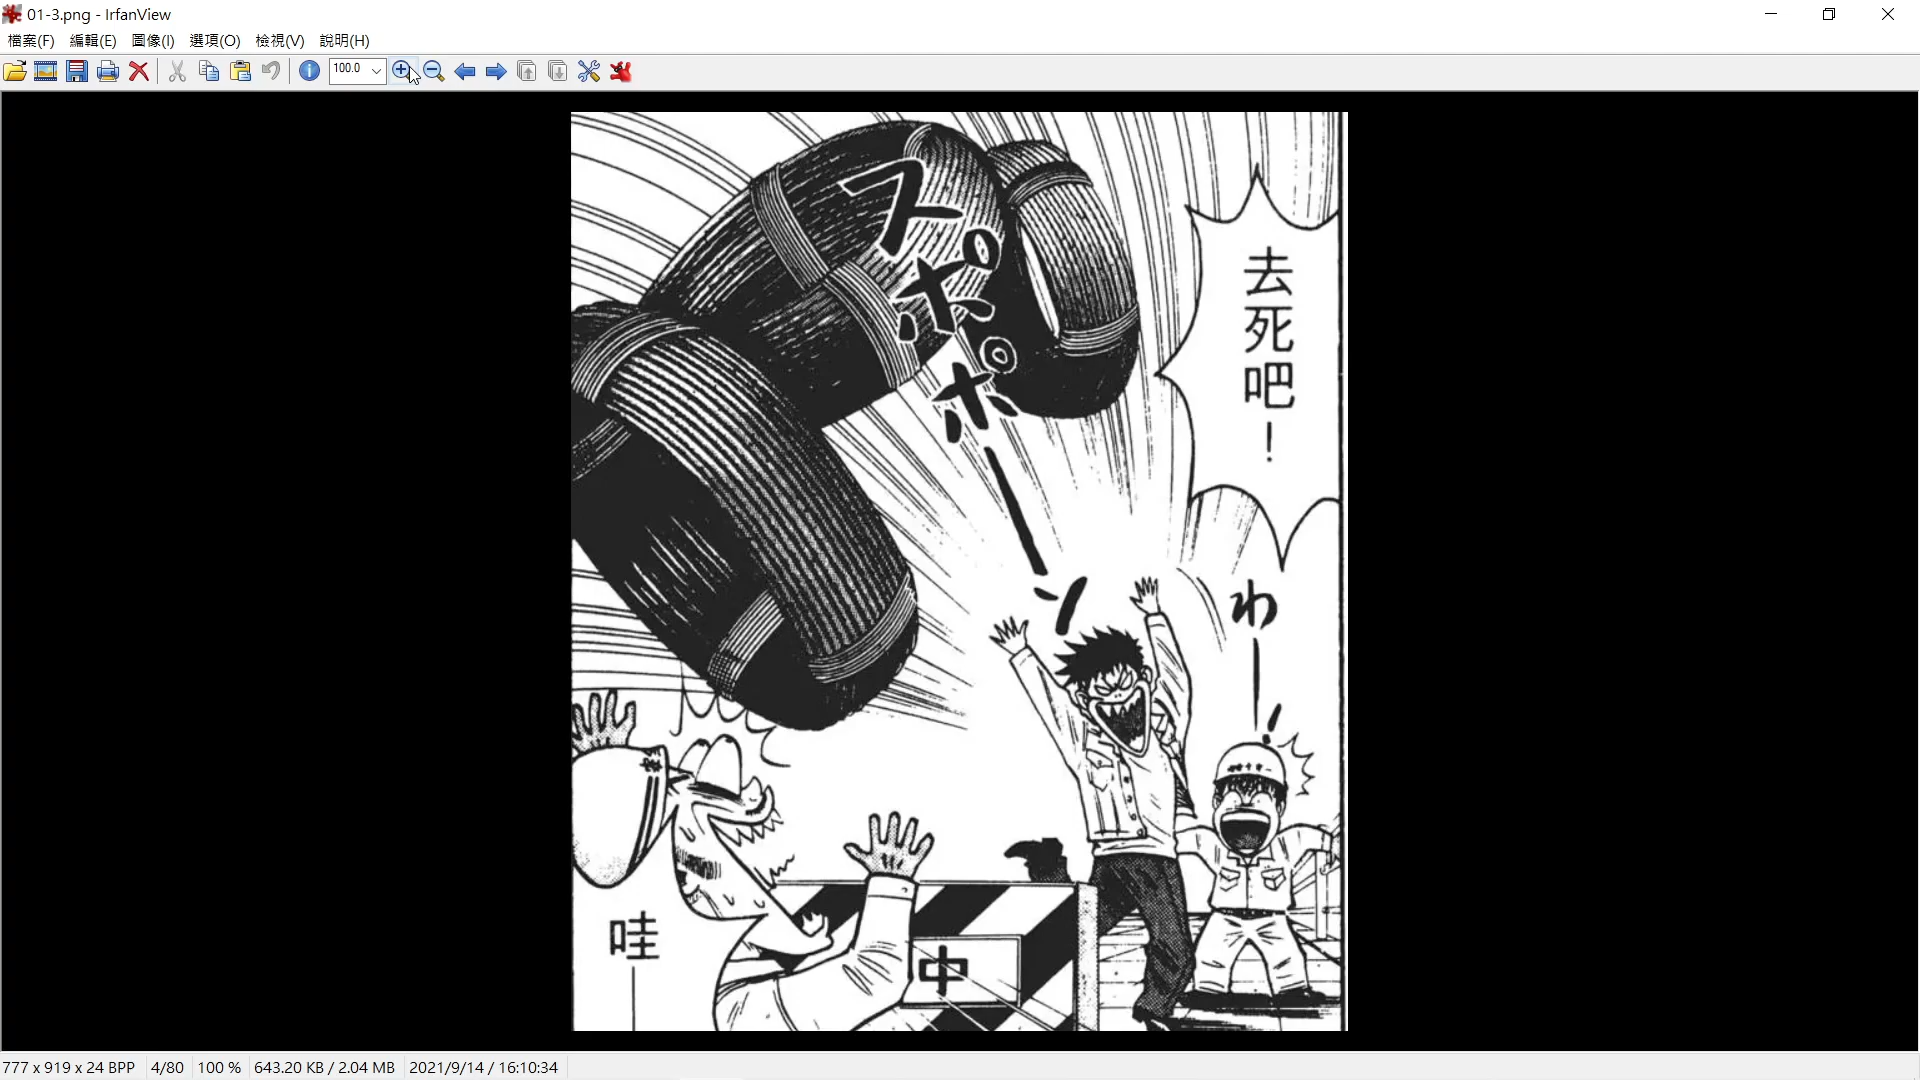 01-3.png - IrfanView
檔案(F) 編輯(E) 圖像(I) 選項(O) 檢視(V) 說明(H)
100.0
去死吧！
スポポーン
わー！
哇—
中
777 x 919 x 24 BPP 4/80 100 % 643.20 KB / 2.04 MB 2021/9/14 / 16:10:34